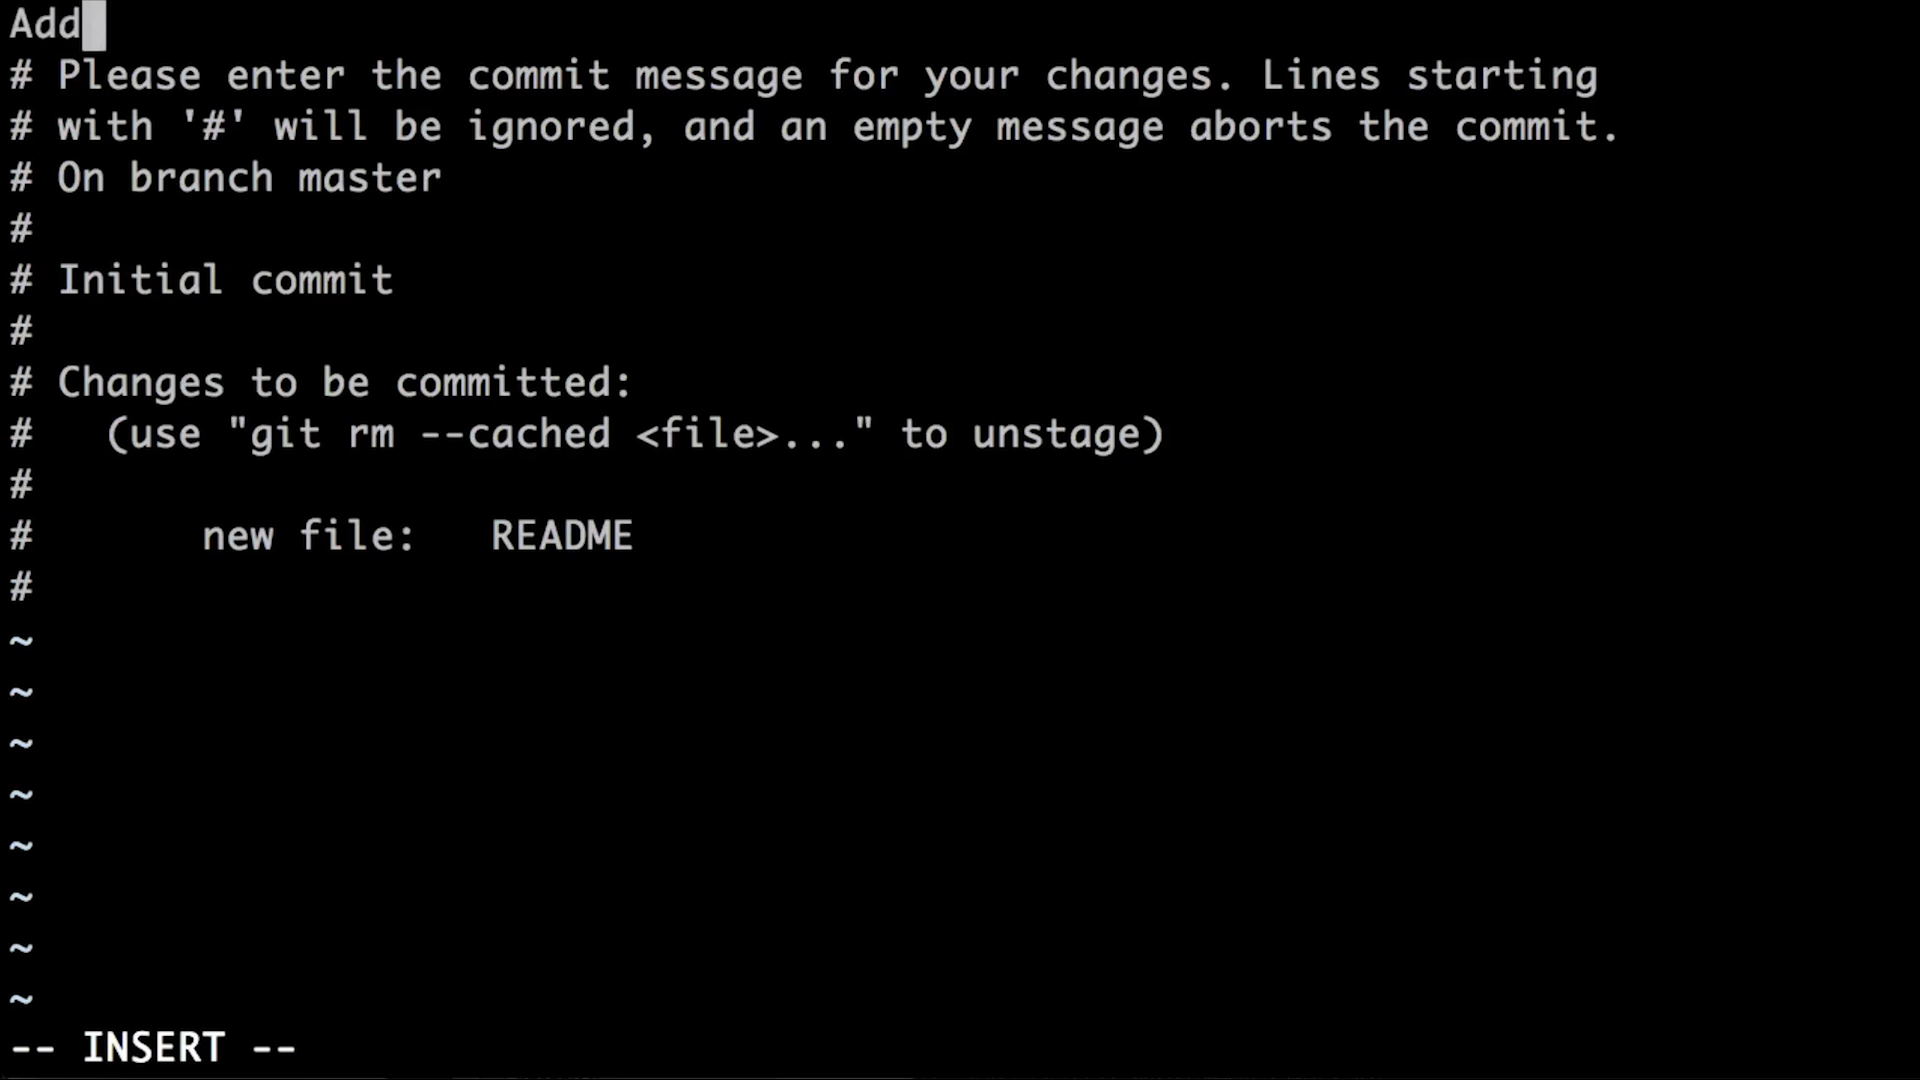 Add
# Please enter the commit message for your changes. Lines starting
# with '#' will be ignored, and an empty message aborts the commit.
# On branch master
#
# Initial commit
#
# Changes to be committed:
#   (use "git rm --cached <file>..." to unstage)
#
#       new file:   README
#
~
~
~
~
~
~
~
~
-- INSERT --